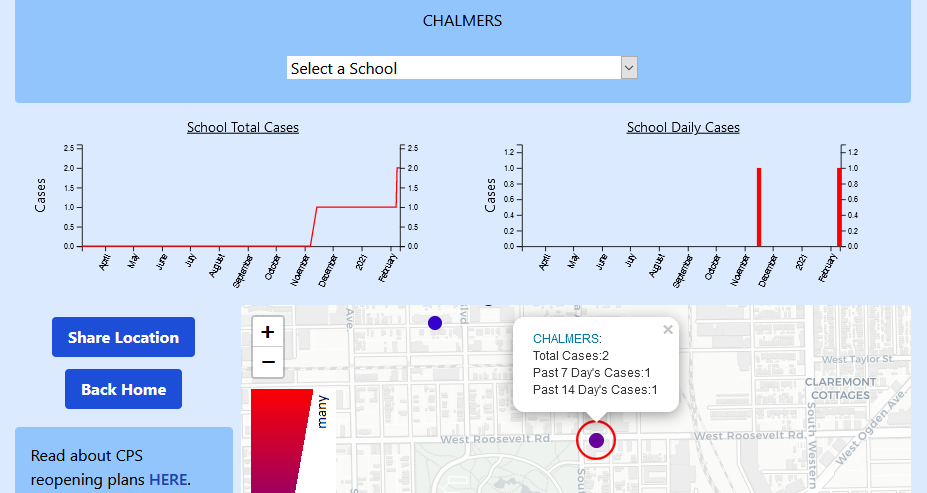 CHALMERS
Select a School
School Total Cases
School Daily Cases
Cases
2.5
2.0
1.5
1.0
0.5
0.0
2.5
2.0
1.5
1.0
0.5
0.0
April
May
June
July
August
September
October
November
December
2021
February
Cases
1.2
1.0
0.8
0.6
0.4
0.2
0.0
1.2
1.0
0.8
0.6
0.4
0.2
0.0
April
May
June
July
August
September
October
November
December
2021
February
Share Location
Back Home
Read about CPS
reopening plans HERE.
+
−
many
Ave
lvd
×
CHALMERS:
Total Cases:2
Past 7 Day's Cases:1
Past 14 Day's Cases:1
West Taylor St.
CLAREMONT
COTTAGES
West Roosevelt Rd.
West Roosevelt Rd.
West Ogden Ave.
South Western
Sou